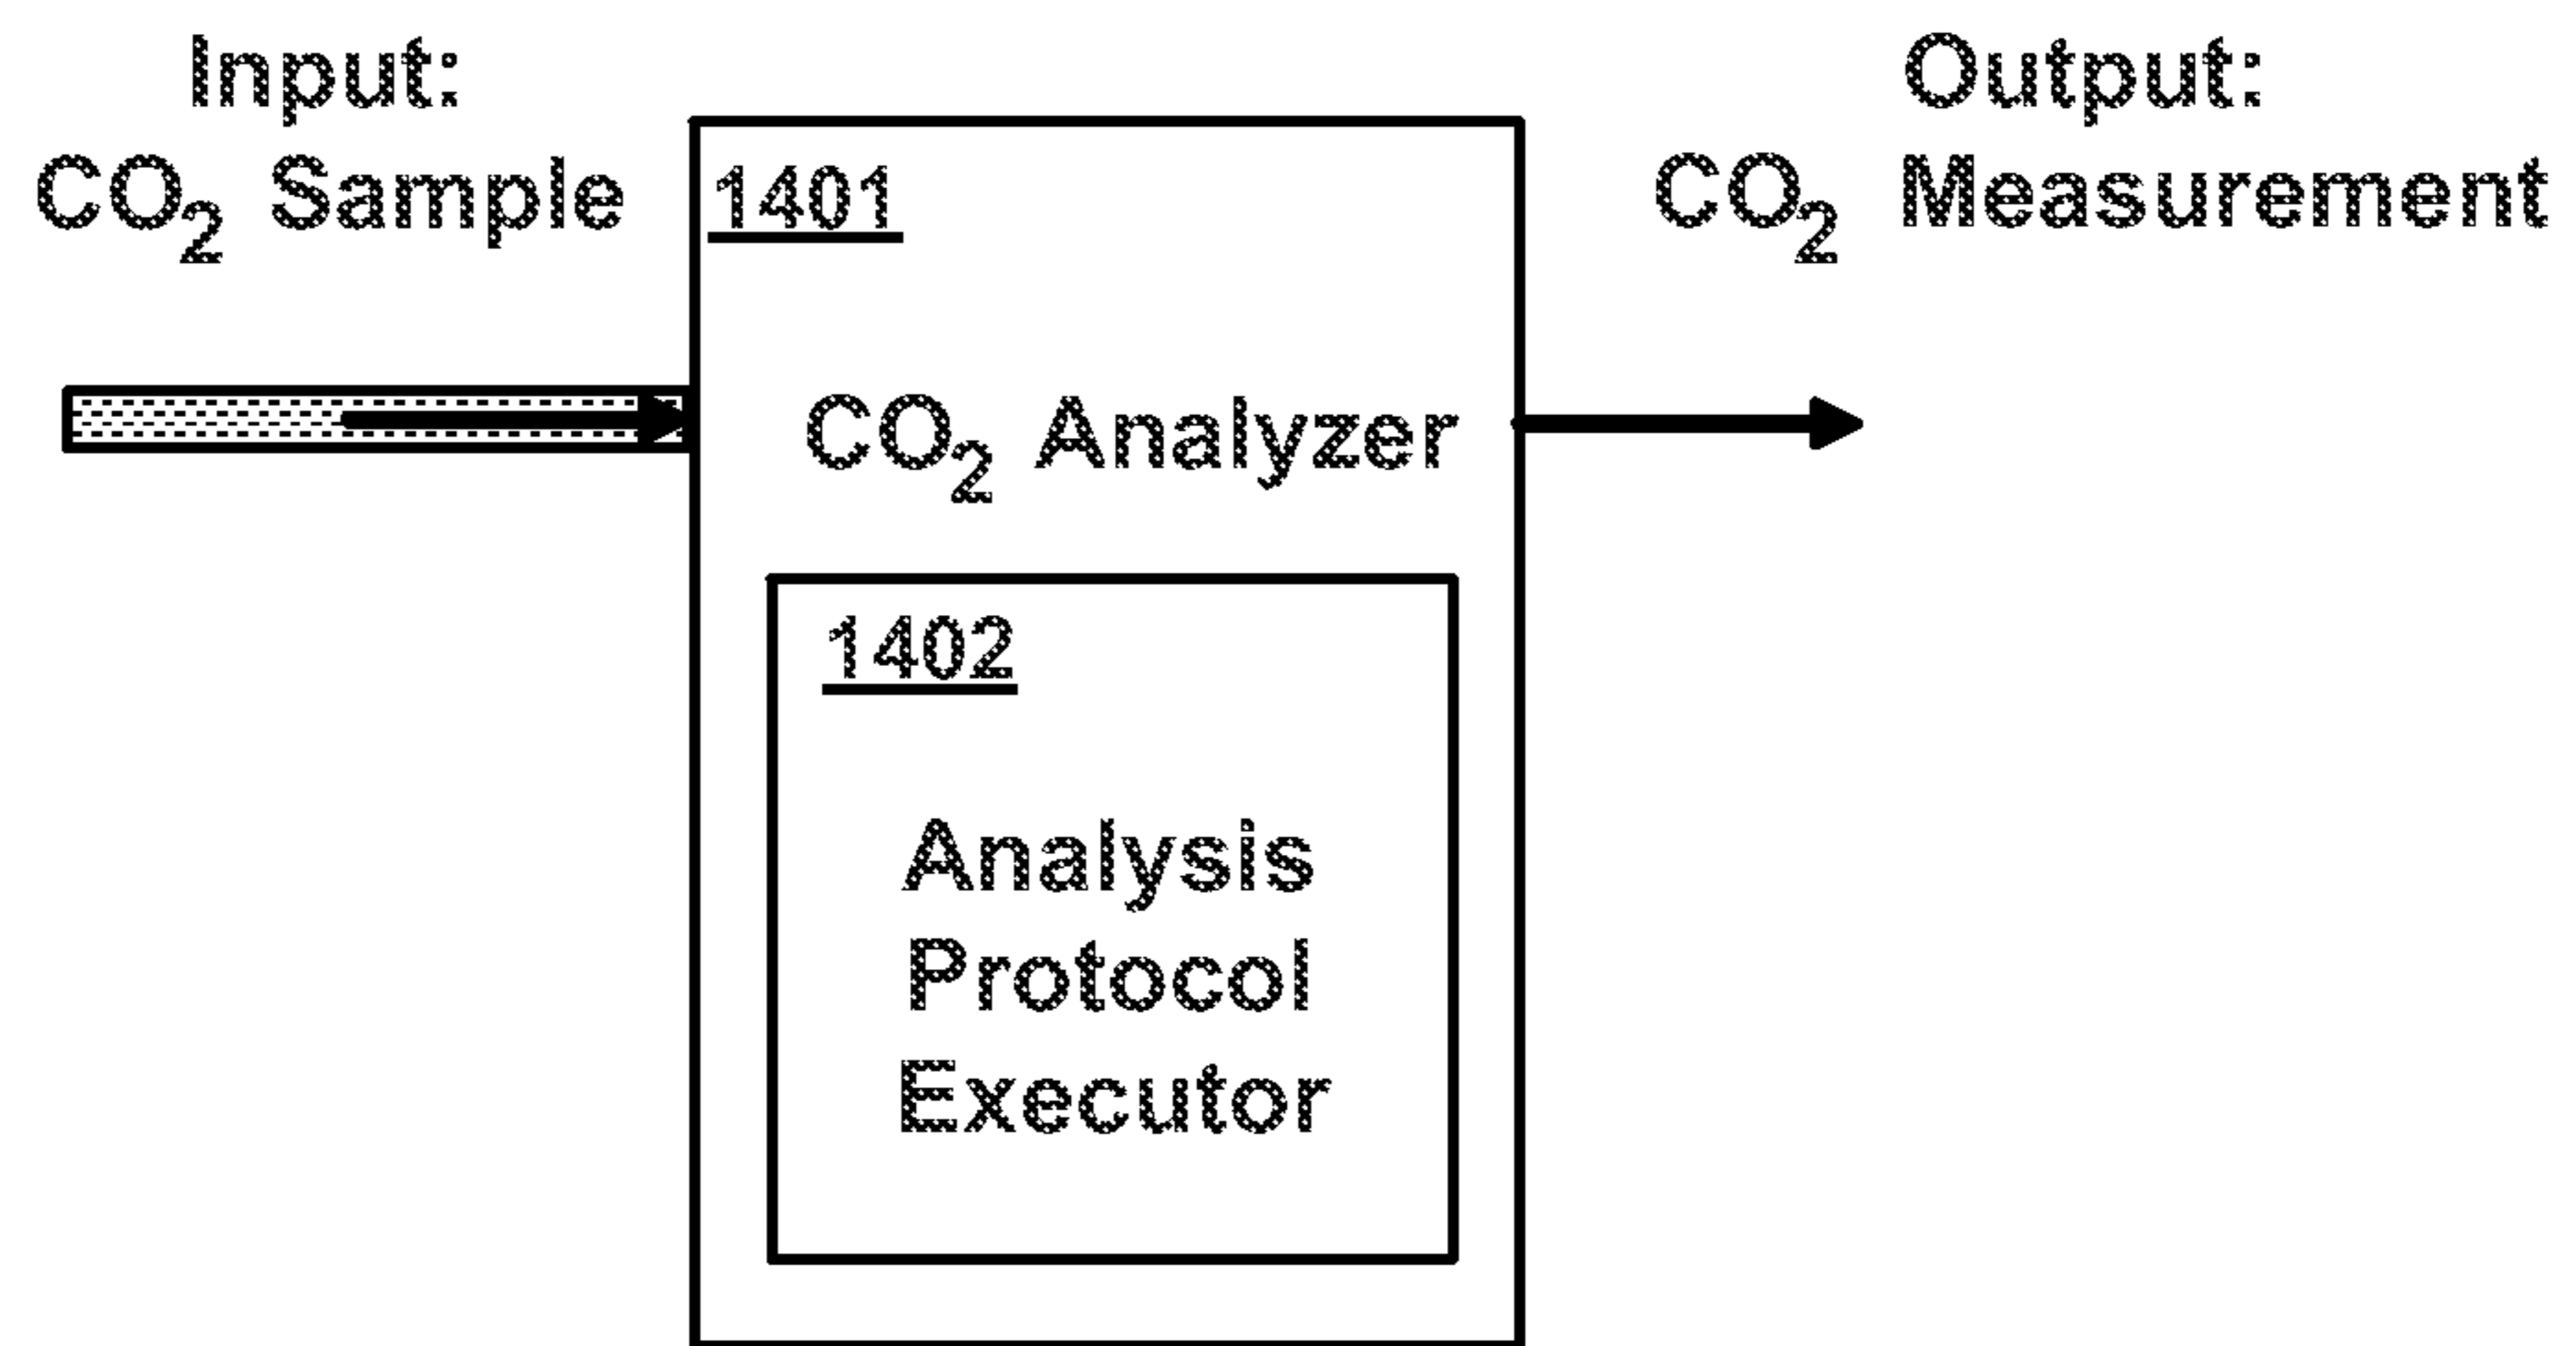 Input:
CO₂ Sample
1401
CO₂ Analyzer
1402
Analysis
Protocol
Executor
Output:
CO₂ Measurement